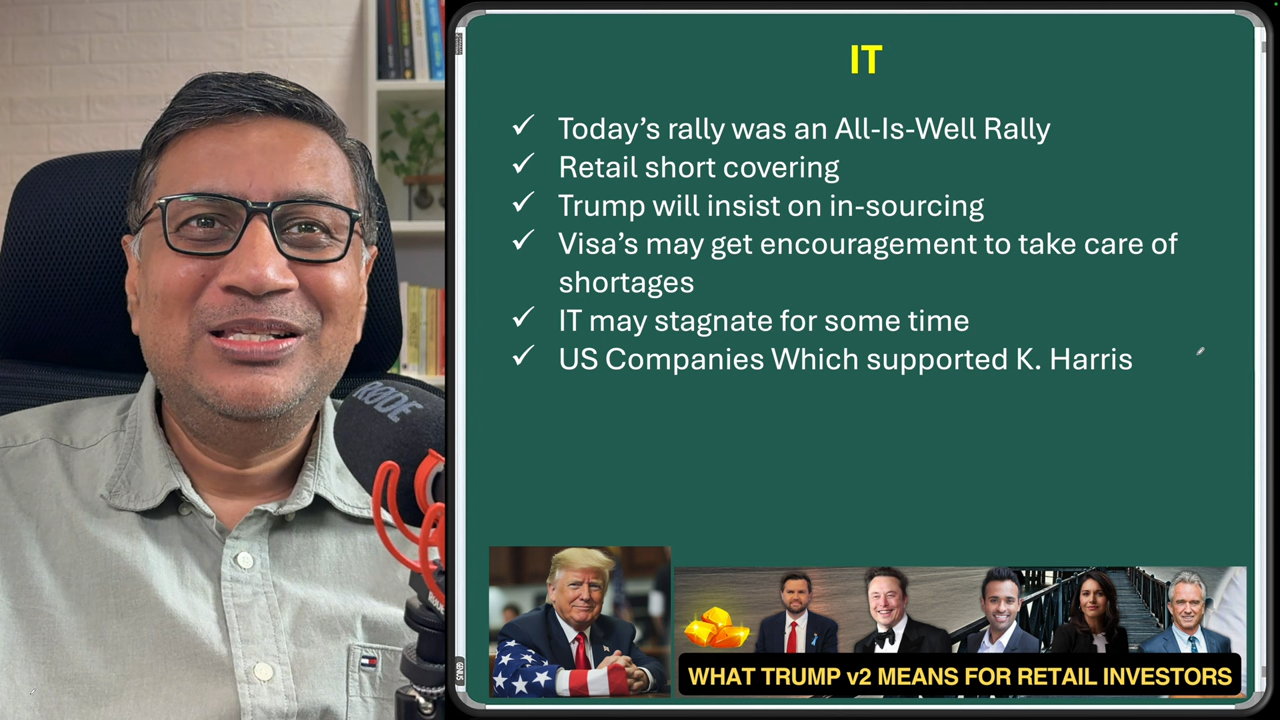 IT
✓ Today's rally was an All-Is-Well Rally
✓ Retail short covering
✓ Trump will insist on in-sourcing
✓ Visa's may get encouragement to take care of
shortages
✓ IT may stagnate for some time
✓ US Companies Which supported K. Harris
RØDE
GENIUS
WHAT TRUMP v2 MEANS FOR RETAIL INVESTORS